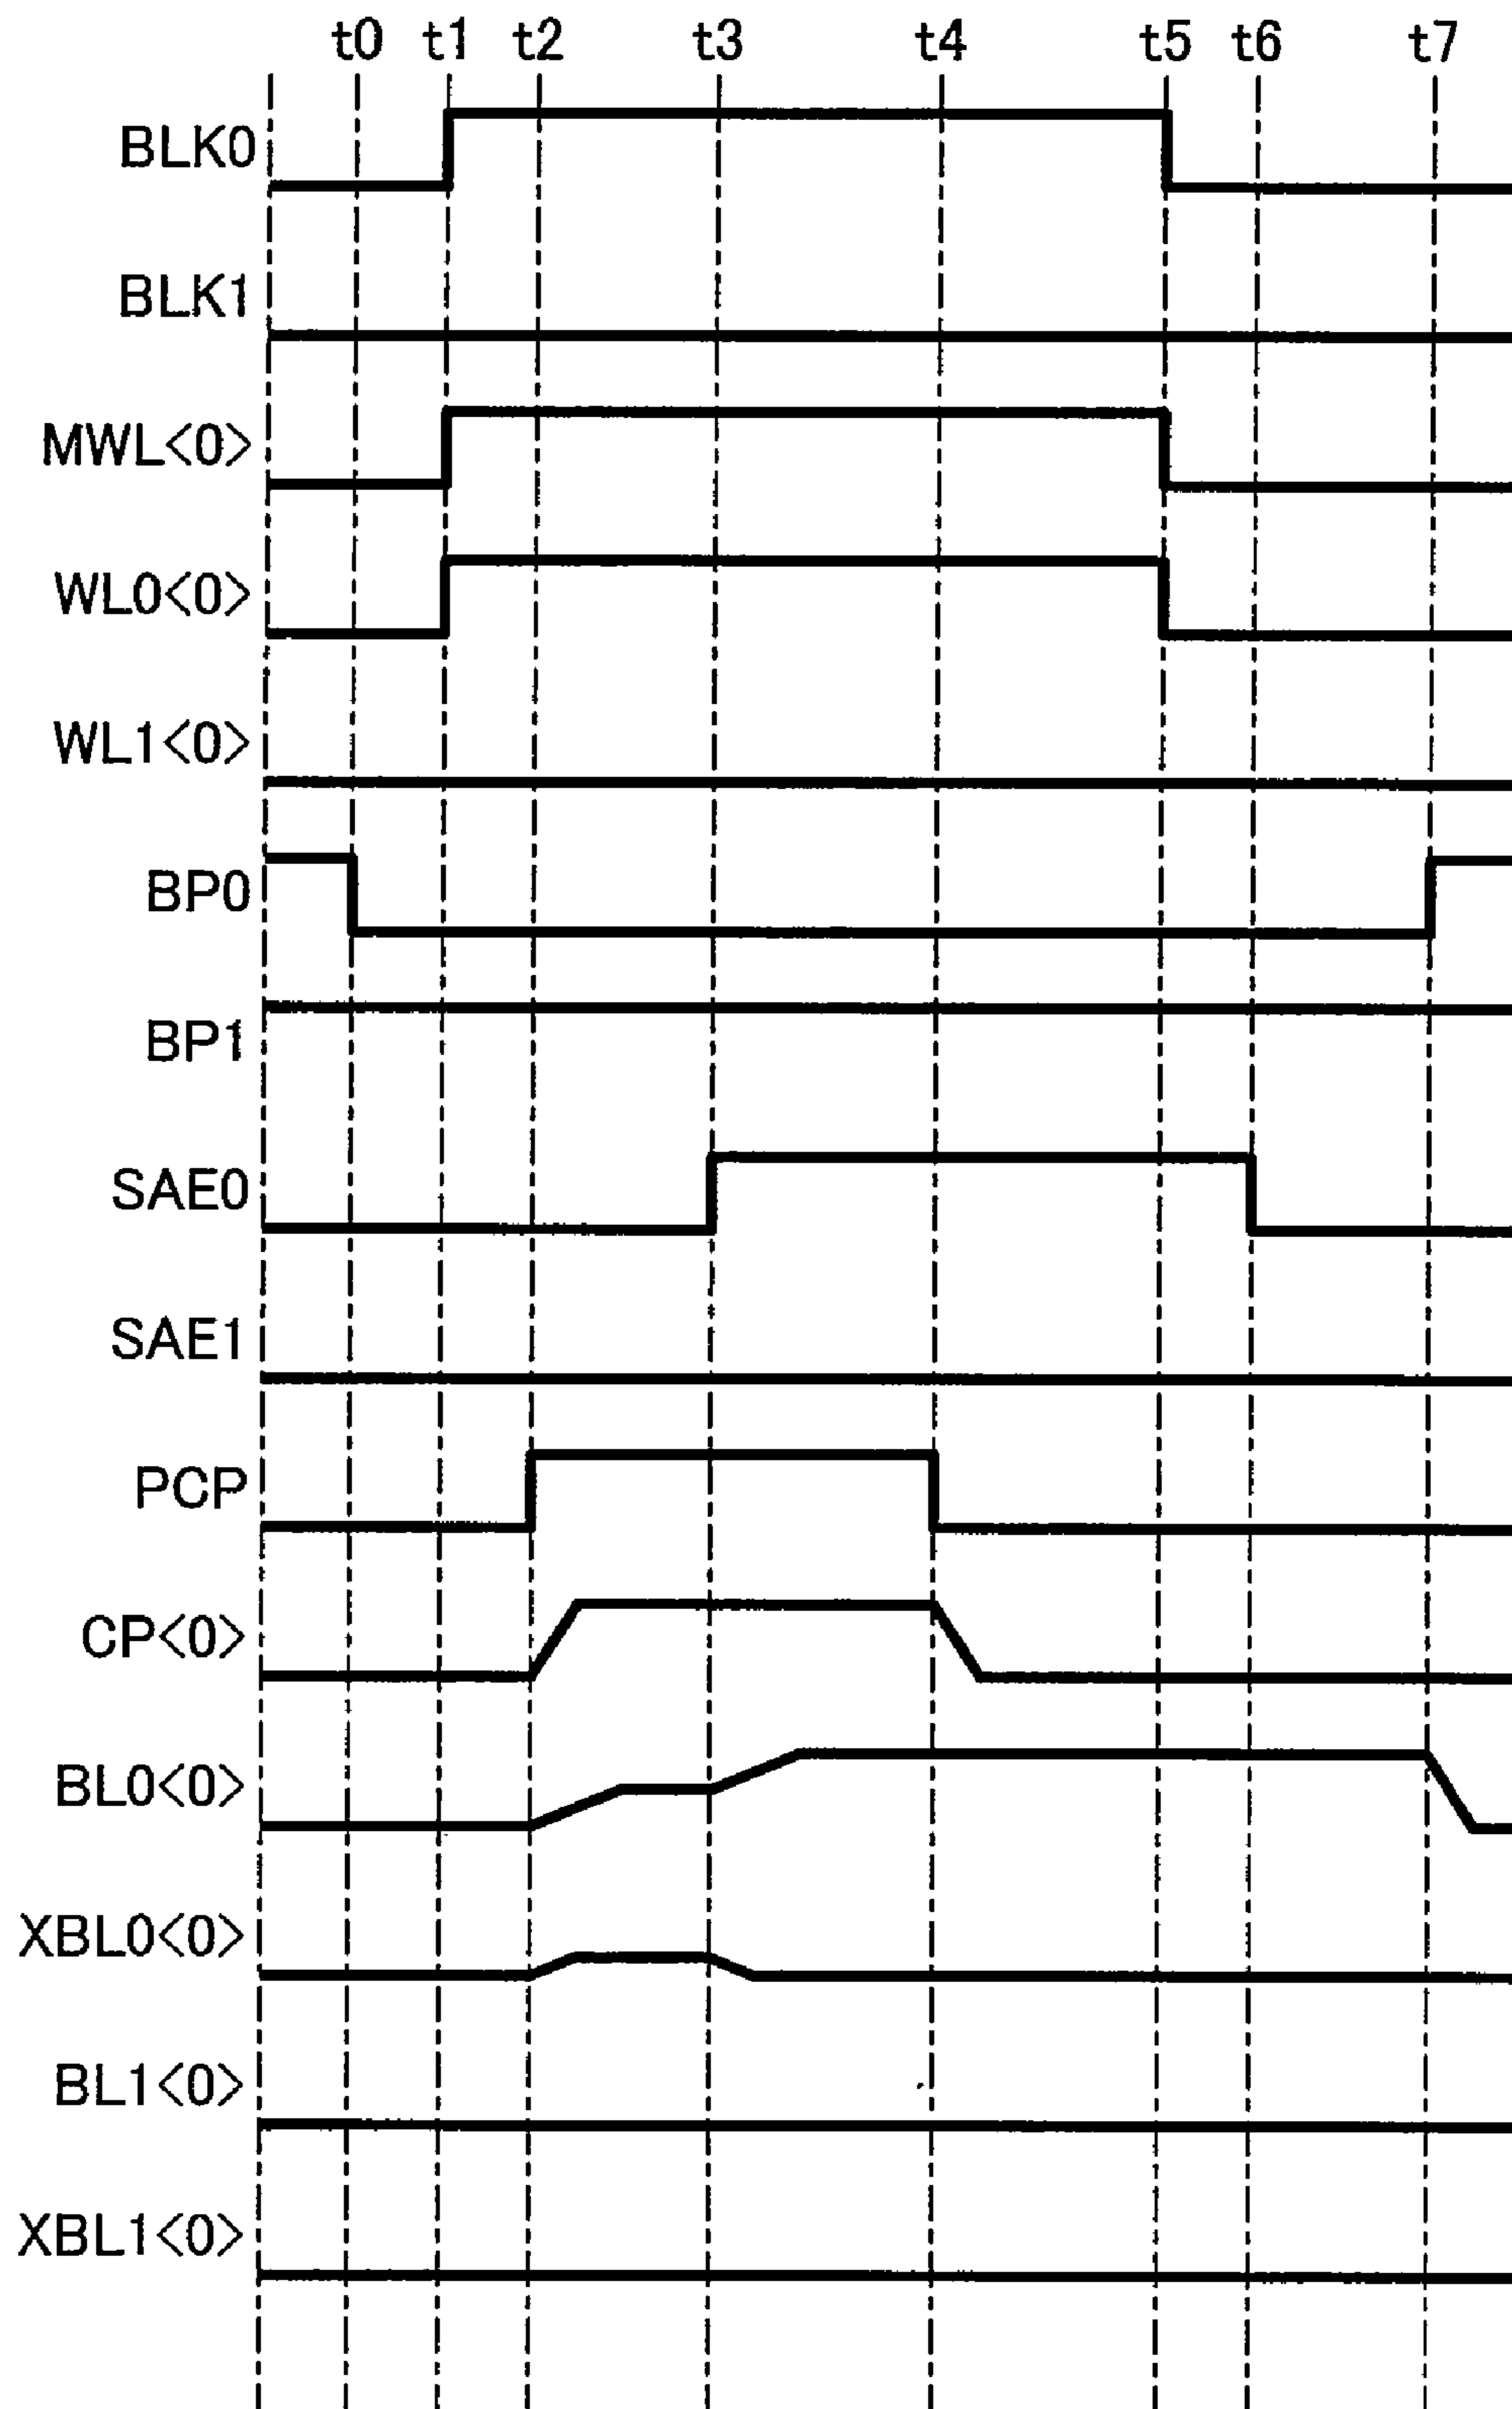 t0 t1 t2 t3 t4 t5 t6 t7
BLK0
BLK1
MWL<0>
WL0<0>
WL1<0>
BP0
BP1
SAE0
SAE1
PCP
CP<0>
BL0<0>
XBL0<0>
BL1<0>
XBL1<0>